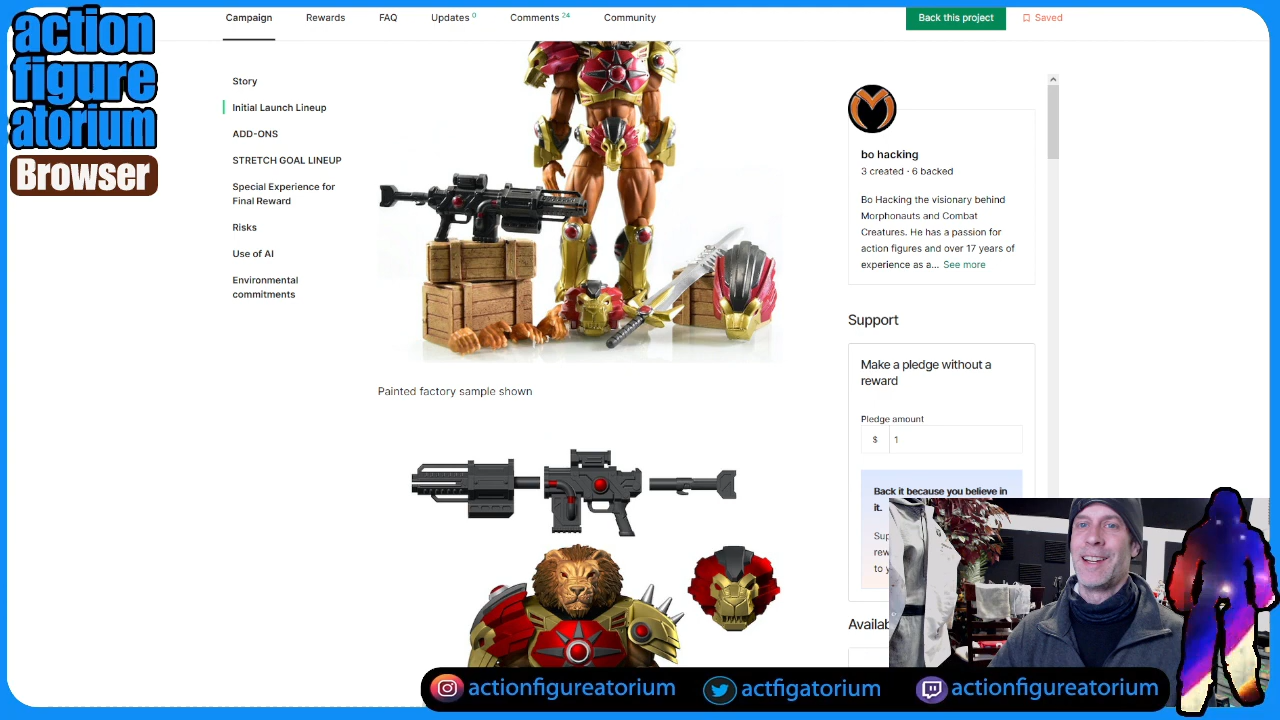 action
figure
atorium
Browser
Campaign
Rewards
FAQ
Updates 0
Comments 24
Community
Back this project
Saved
Story
Initial Launch Lineup
ADD-ONS
STRETCH GOAL LINEUP
Special Experience for
Final Reward
Risks
Use of AI
Environmental
commitments
Painted factory sample shown
bo hacking
3 created · 6 backed
Bo Hacking the visionary behind
Morphonauts and Combat
Creatures. He has a passion for
action figures and over 17 years of
experience as a... See more
Support
Make a pledge without a
reward
Pledge amount
$ 1
Back it because you believe in
it.
actionfigureatorium
actfigatorium
actionfigureatorium